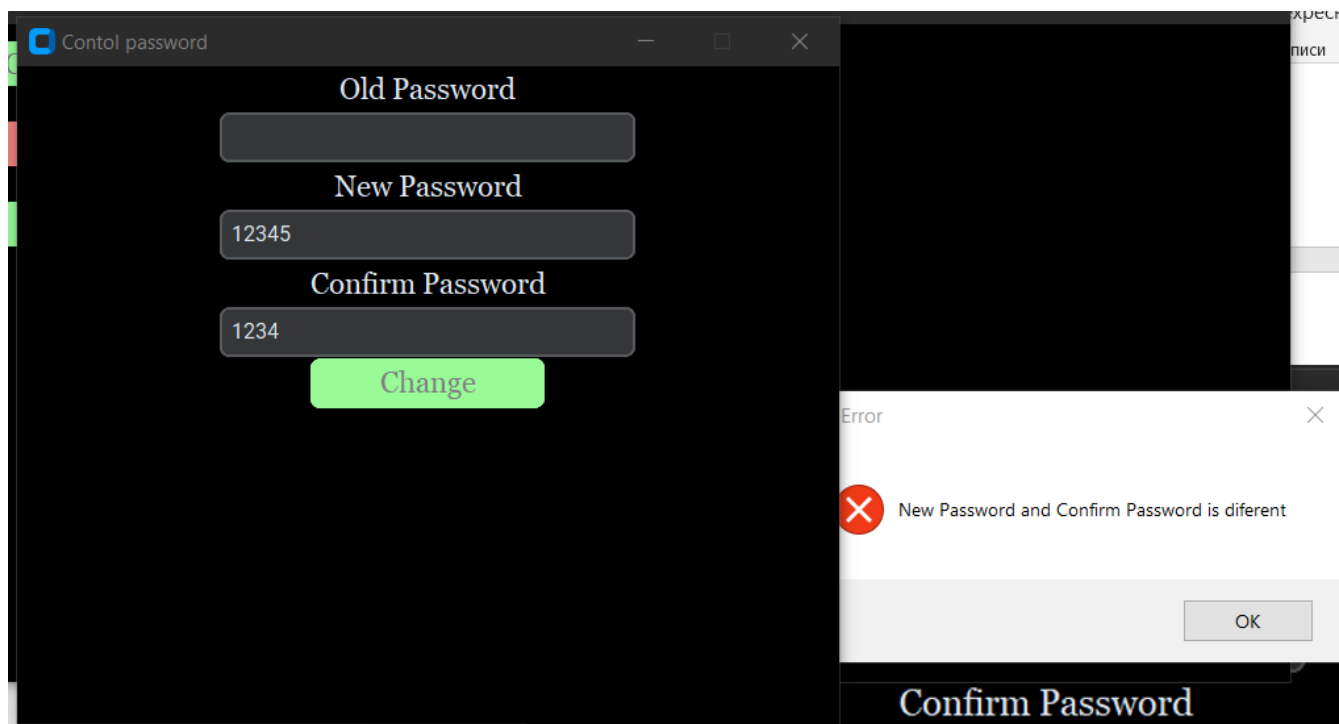 Contol password
Old Password
New Password
12345
Confirm Password
1234
Change
писи
Error
New Password and Confirm Password is diferent
OK
Confirm Password